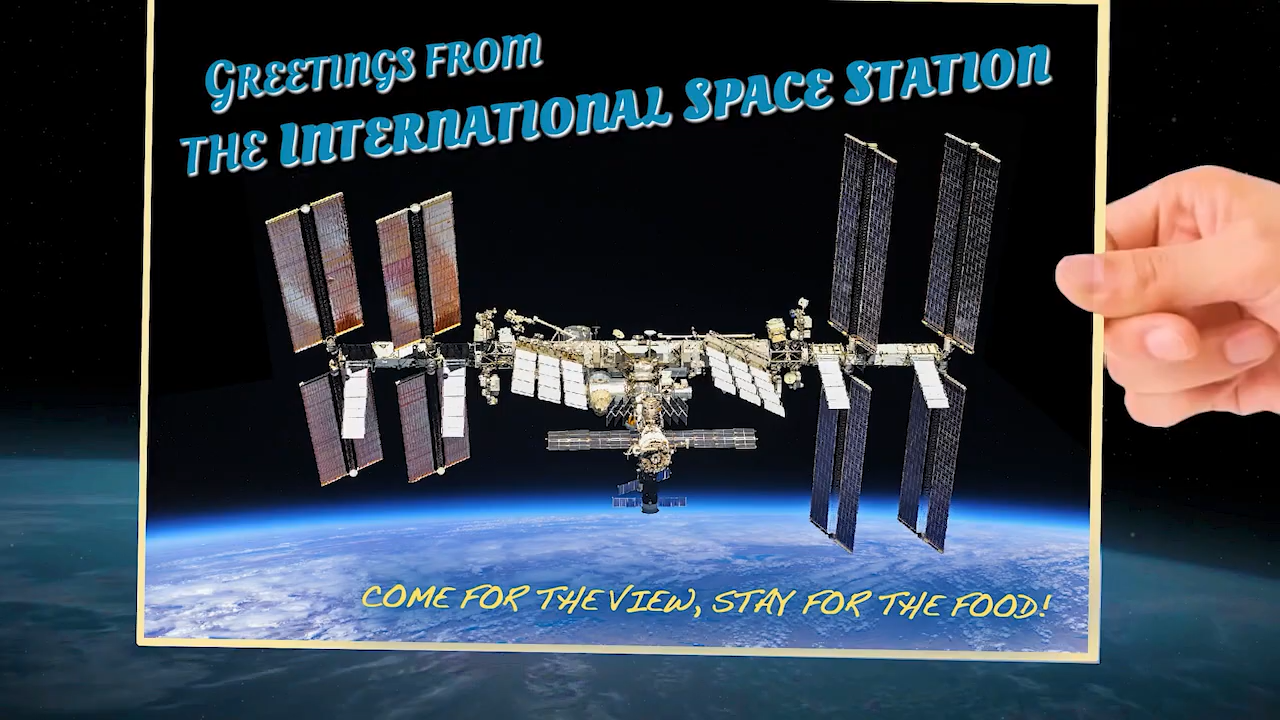 Greetings from
the International Space Station
COME FOR THE VIEW, STAY FOR THE FOOD!